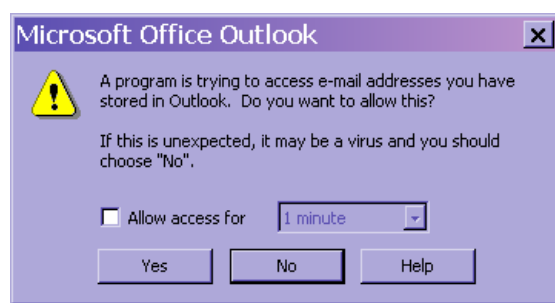 Microsoft Office Outlook
A program is trying to access e-mail addresses you have
stored in Outlook. Do you want to allow this?
If this is unexpected, it may be a virus and you should
choose "No".
Allow access for 1 minute
Yes No Help